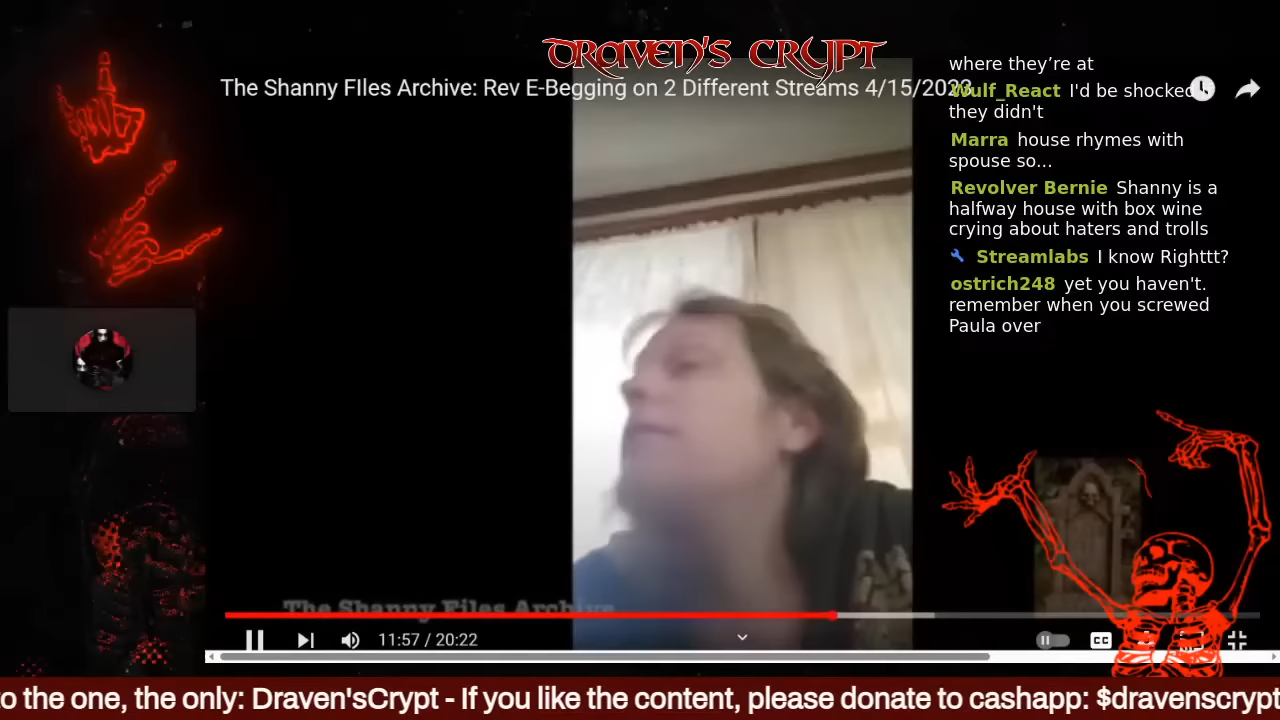 DRAVEN'S CRYPT
The Shanny FIles Archive: Rev E-Begging on 2 Different Streams 4/15/2023
where they’re at
Wulf_React I'd be shocked
they didn't
Marra house rhymes with
spouse so...
Revolver Bernie Shanny is a
halfway house with box wine
crying about haters and trolls
Streamlabs I know Righttt?
ostrich248 yet you haven't.
remember when you screwed
Paula over
The Shanny Files Archive
11:57 / 20:22
CC
o the one, the only: Draven'sCrypt - If you like the content, please donate to cashapp: $dravenscrypt